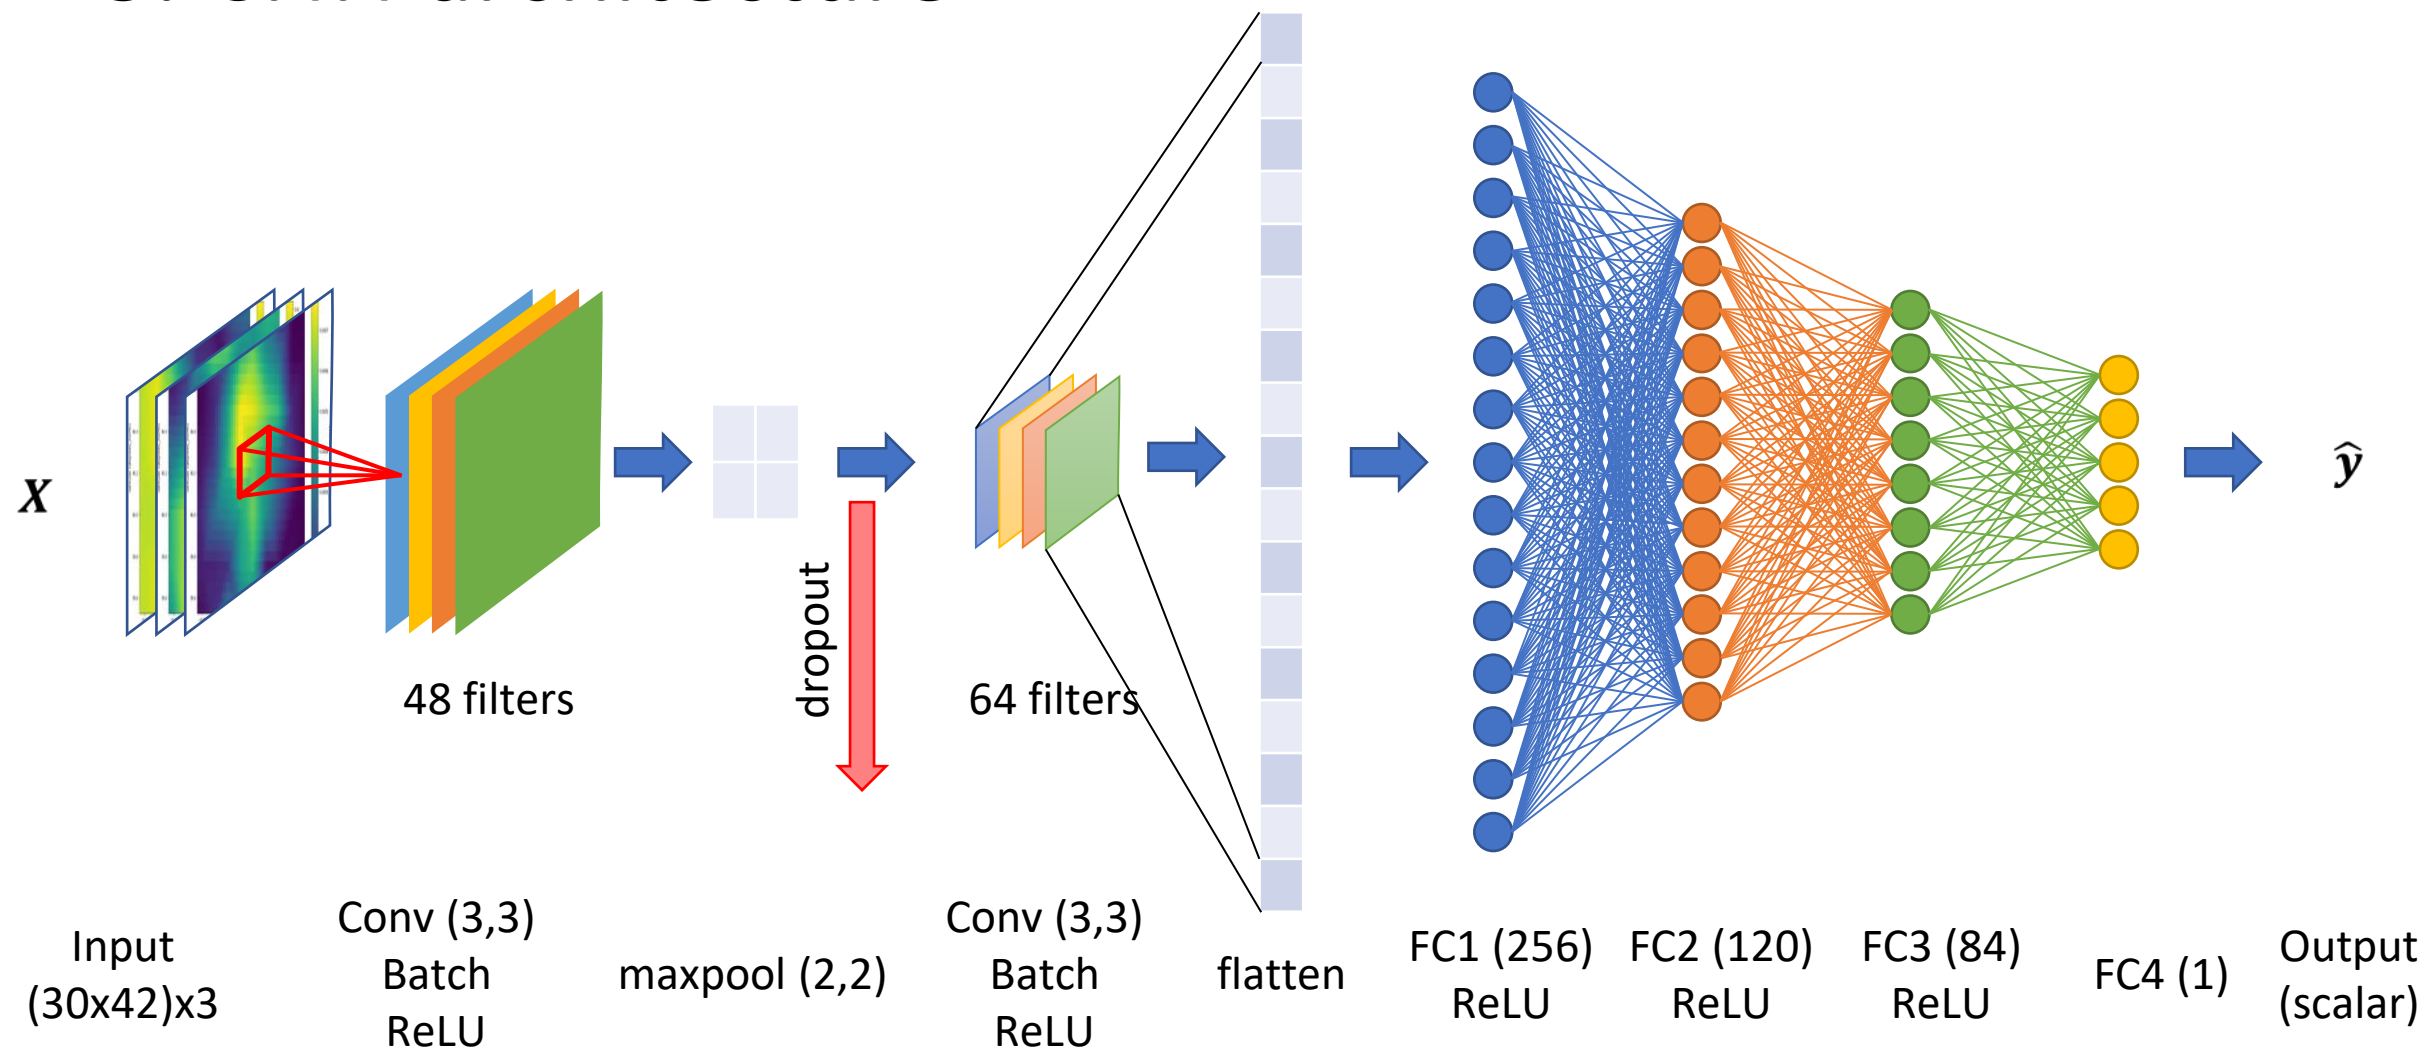 X
48 filters
dropout
64 filters
ŷ
Input
(30x42)x3
Conv (3,3)
Batch
ReLU
maxpool (2,2)
Conv (3,3)
Batch
ReLU
flatten
FC1 (256)
ReLU
FC2 (120)
ReLU
FC3 (84)
ReLU
FC4 (1)
Output
(scalar)